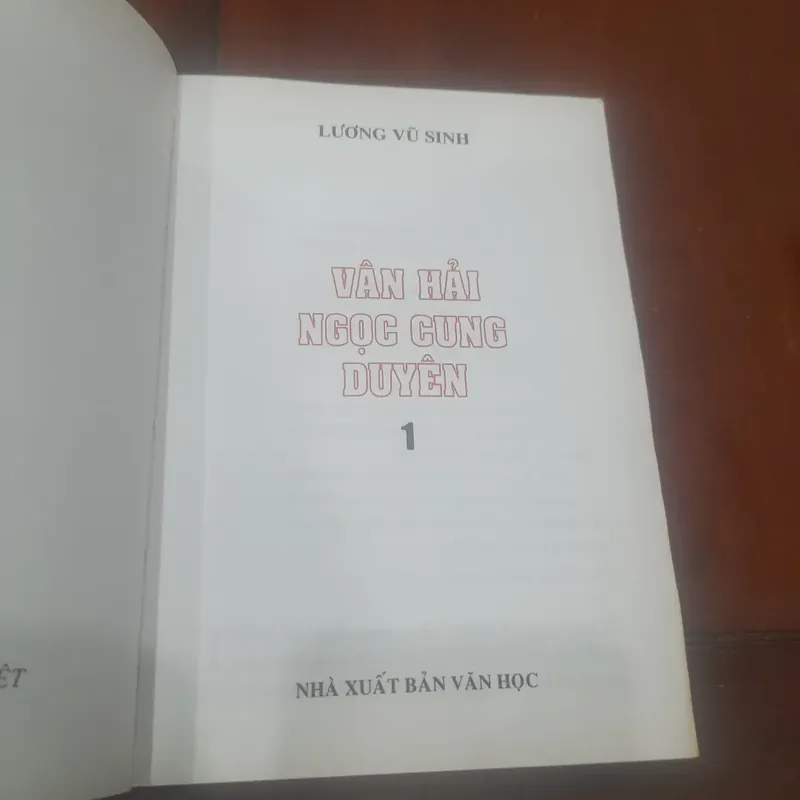 LƯƠNG VŨ SINH
VÂN HẢI
NGỌC CUNG
DUYÊN
1
NHÀ XUẤT BẢN VĂN HỌC